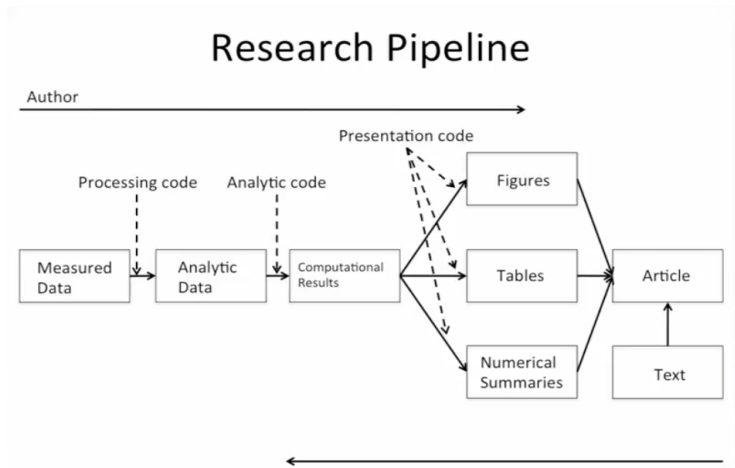 Research Pipeline
Author
Presentation code
Processing code
Analytic code
Figures
Measured
Data
Analytic
Data
Computational
Results
Tables
Article
Numerical
Summaries
Text